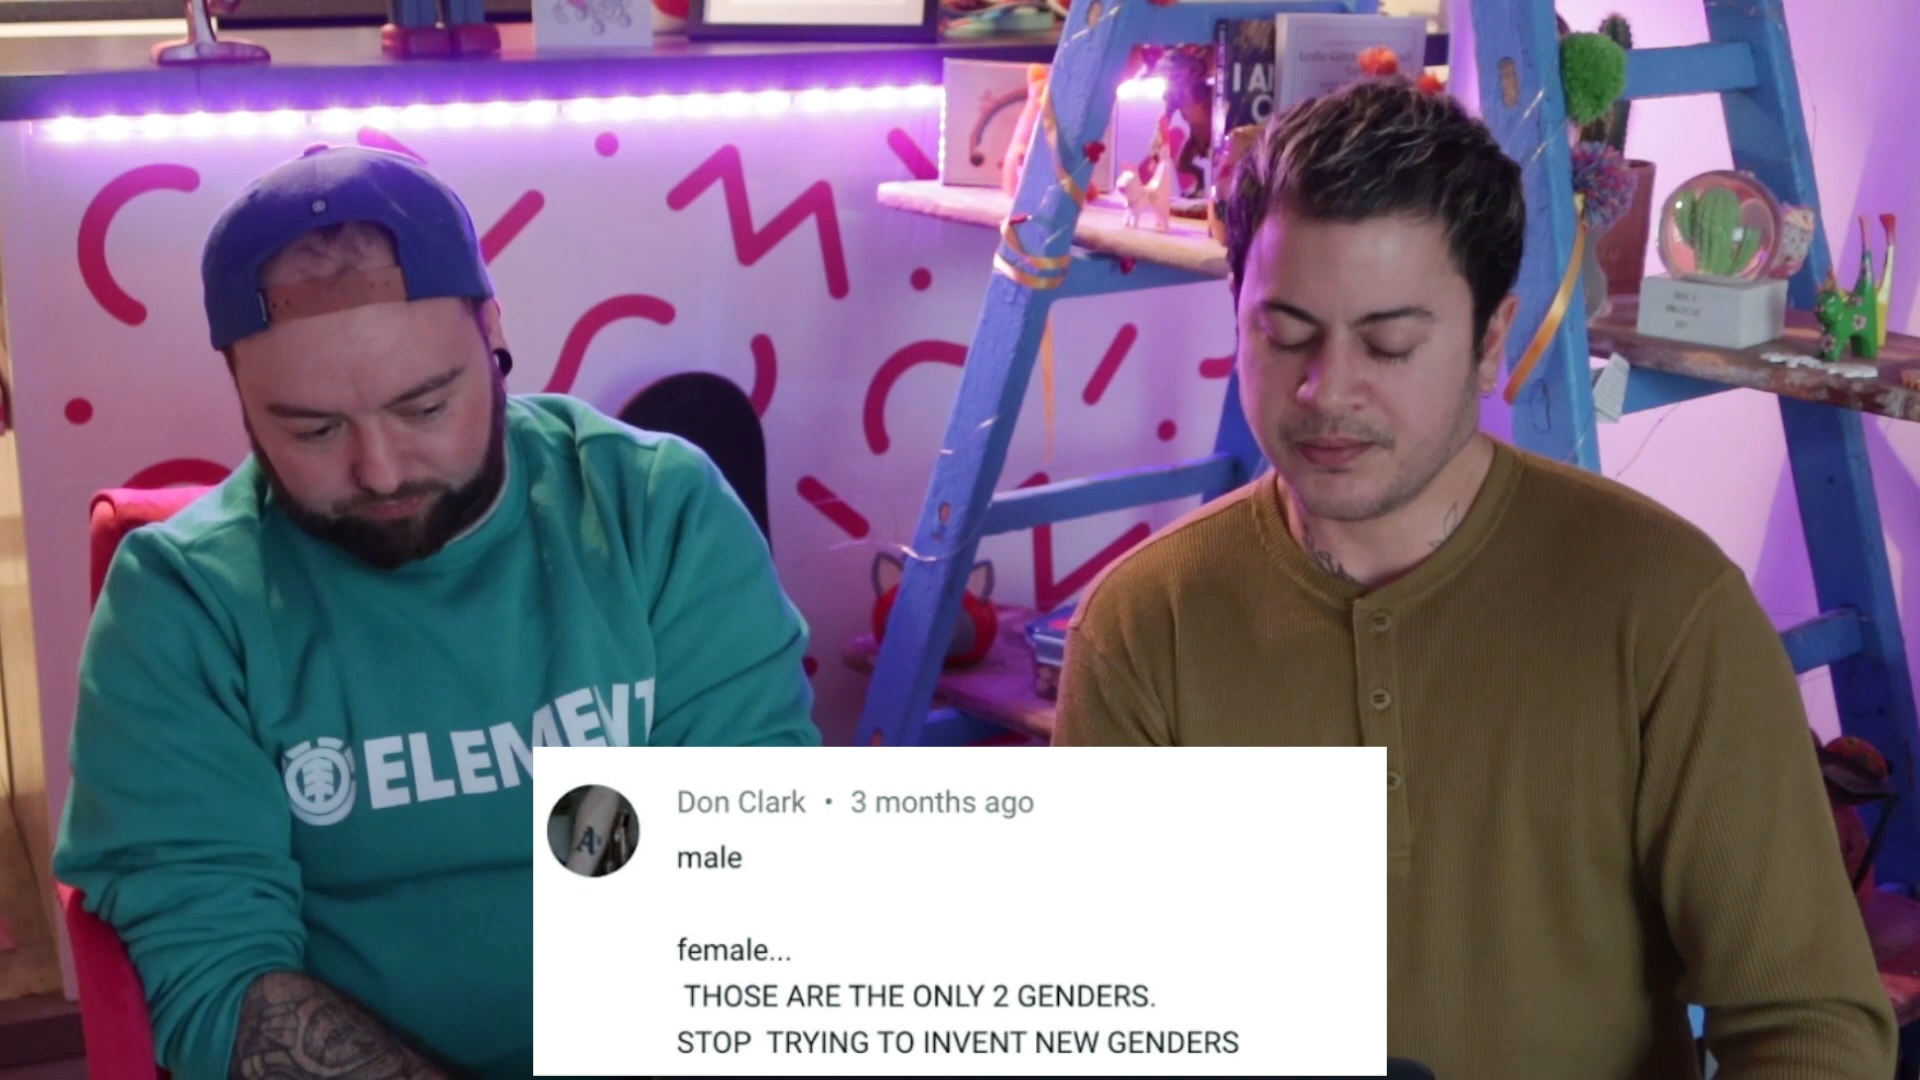 I A
C
ELEMENT
Don Clark • 3 months ago
male
female...
THOSE ARE THE ONLY 2 GENDERS.
STOP TRYING TO INVENT NEW GENDERS